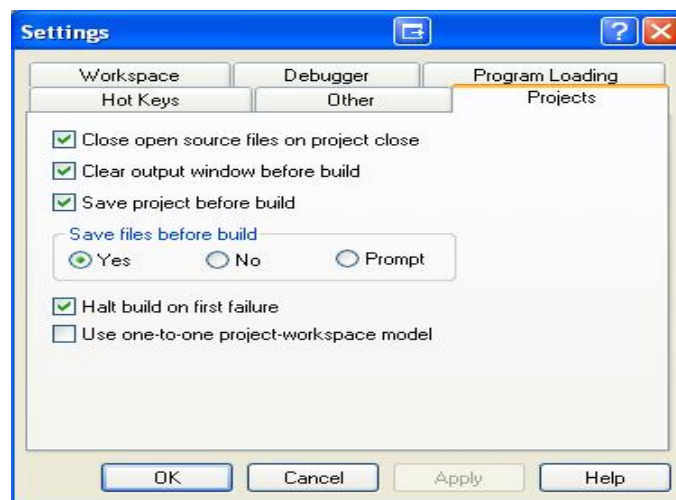 Settings
Workspace Debugger Program Loading
Hot Keys Other Projects
Close open source files on project close
Clear output window before build
Save project before build
Save files before build
Yes No Prompt
Halt build on first failure
Use one-to-one project-workspace model
OK Cancel Apply Help